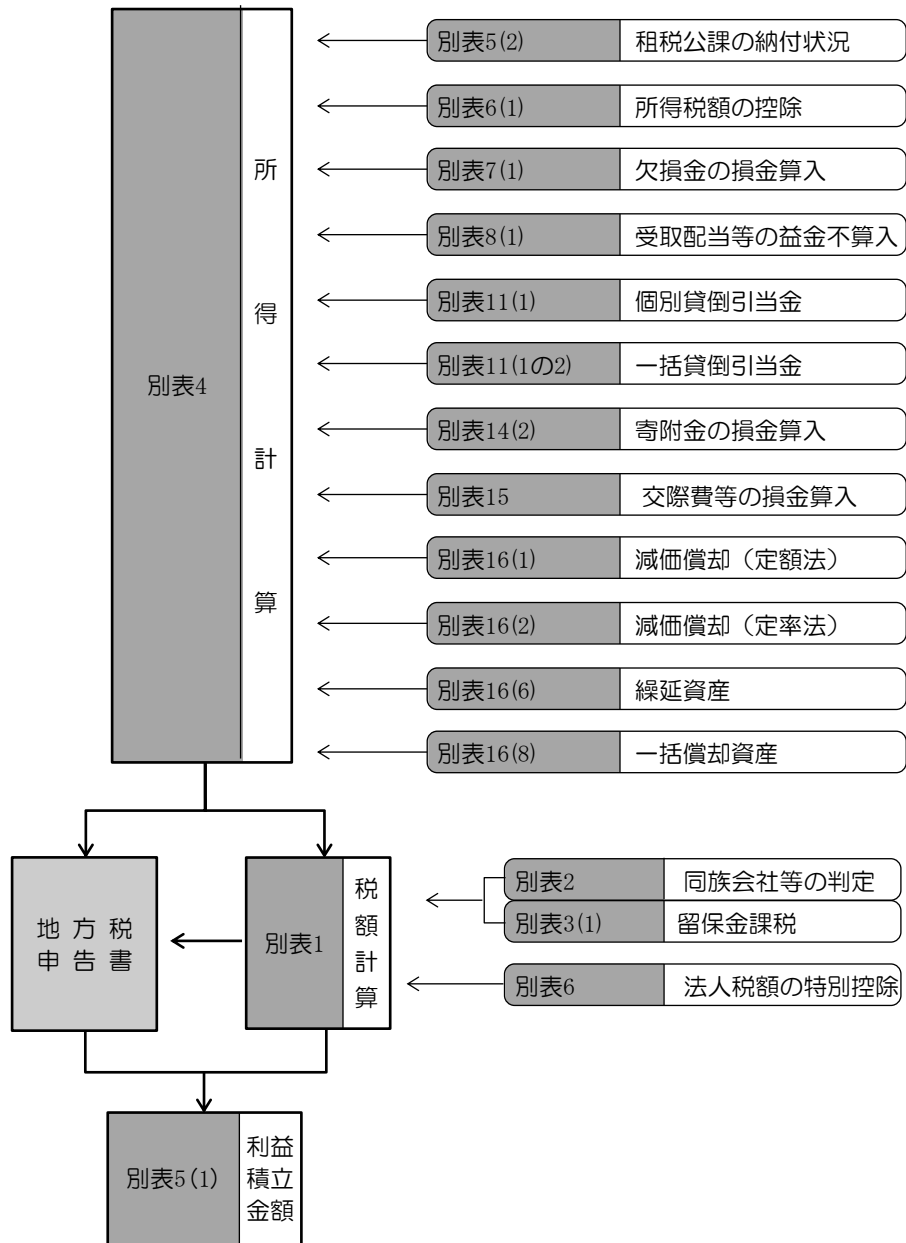 別表5(2) 租税公課の納付状況
別表6(1) 所得税額の控除
別表7(1) 欠損金の損金算入
別表8(1) 受取配当等の益金不算入
別表11(1) 個別貸倒引当金
別表11(1の2) 一括貸倒引当金
別表14(2) 寄附金の損金算入
別表15 交際費等の損金算入
別表16(1) 減価償却（定額法）
別表16(2) 減価償却（定率法）
別表16(6) 繰延資産
別表16(8) 一括償却資産
別表4
所得計算
別表2 同族会社等の判定
別表3(1) 留保金課税
別表6 法人税額の特別控除
地方税
申告書
別表1
税額計算
別表5(1)
利益
積立
金額